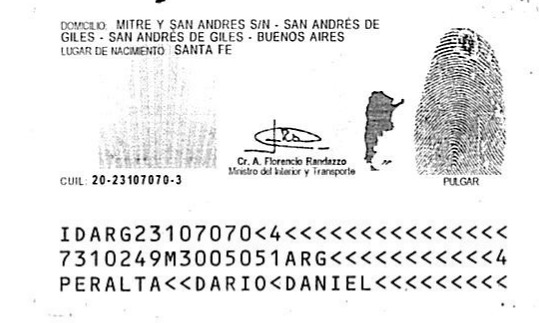 DOMICILIO: MITRE Y SAN ANDRES S/N - SAN ANDRÉS DE
GILES - SAN ANDRÉS DE GILES - BUENOS AIRES
LUGAR DE NACIMIENTO: SANTA FE
Cr. A. Florencio Randazzo
Ministro del Interior y Transporte
CUIL: 20-23107070-3
PULGAR
IDARG23107070<4<<<<<<<<<<<<<<<
7310249M3005051ARG<<<<<<<<<<<4
PERALTA<<DARIO<DANIEL<<<<<<<<<